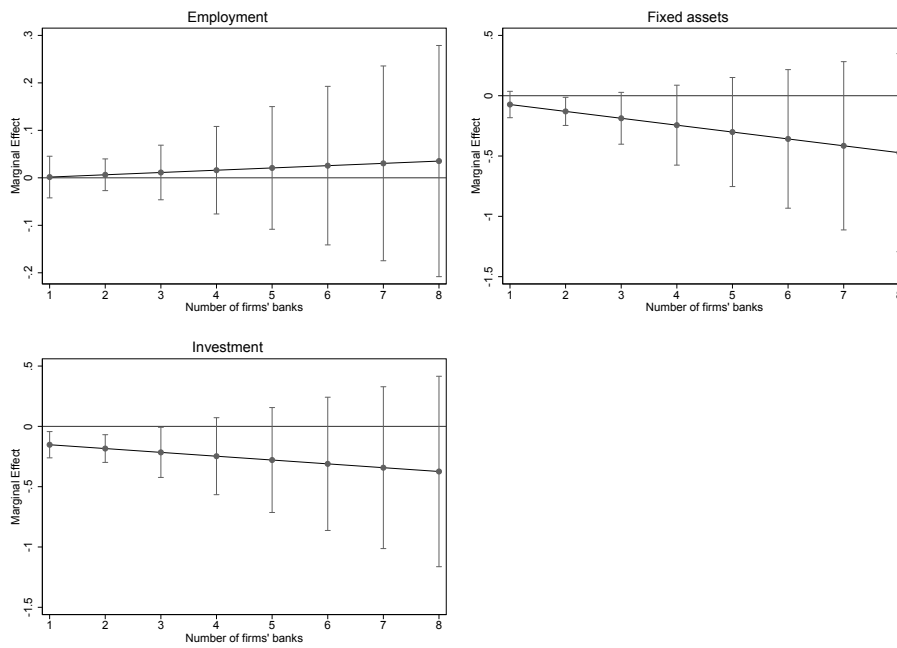 Employment
Marginal Effect
.3
.2
.1
0
-.1
-.2
1 2 3 4 5 6 7 8
Number of firms' banks
Fixed assets
Marginal Effect
.5
0
-.5
-1
-1.5
1 2 3 4 5 6 7 8
Number of firms' banks
Investment
Marginal Effect
.5
0
-.5
-1
-1.5
1 2 3 4 5 6 7 8
Number of firms' banks